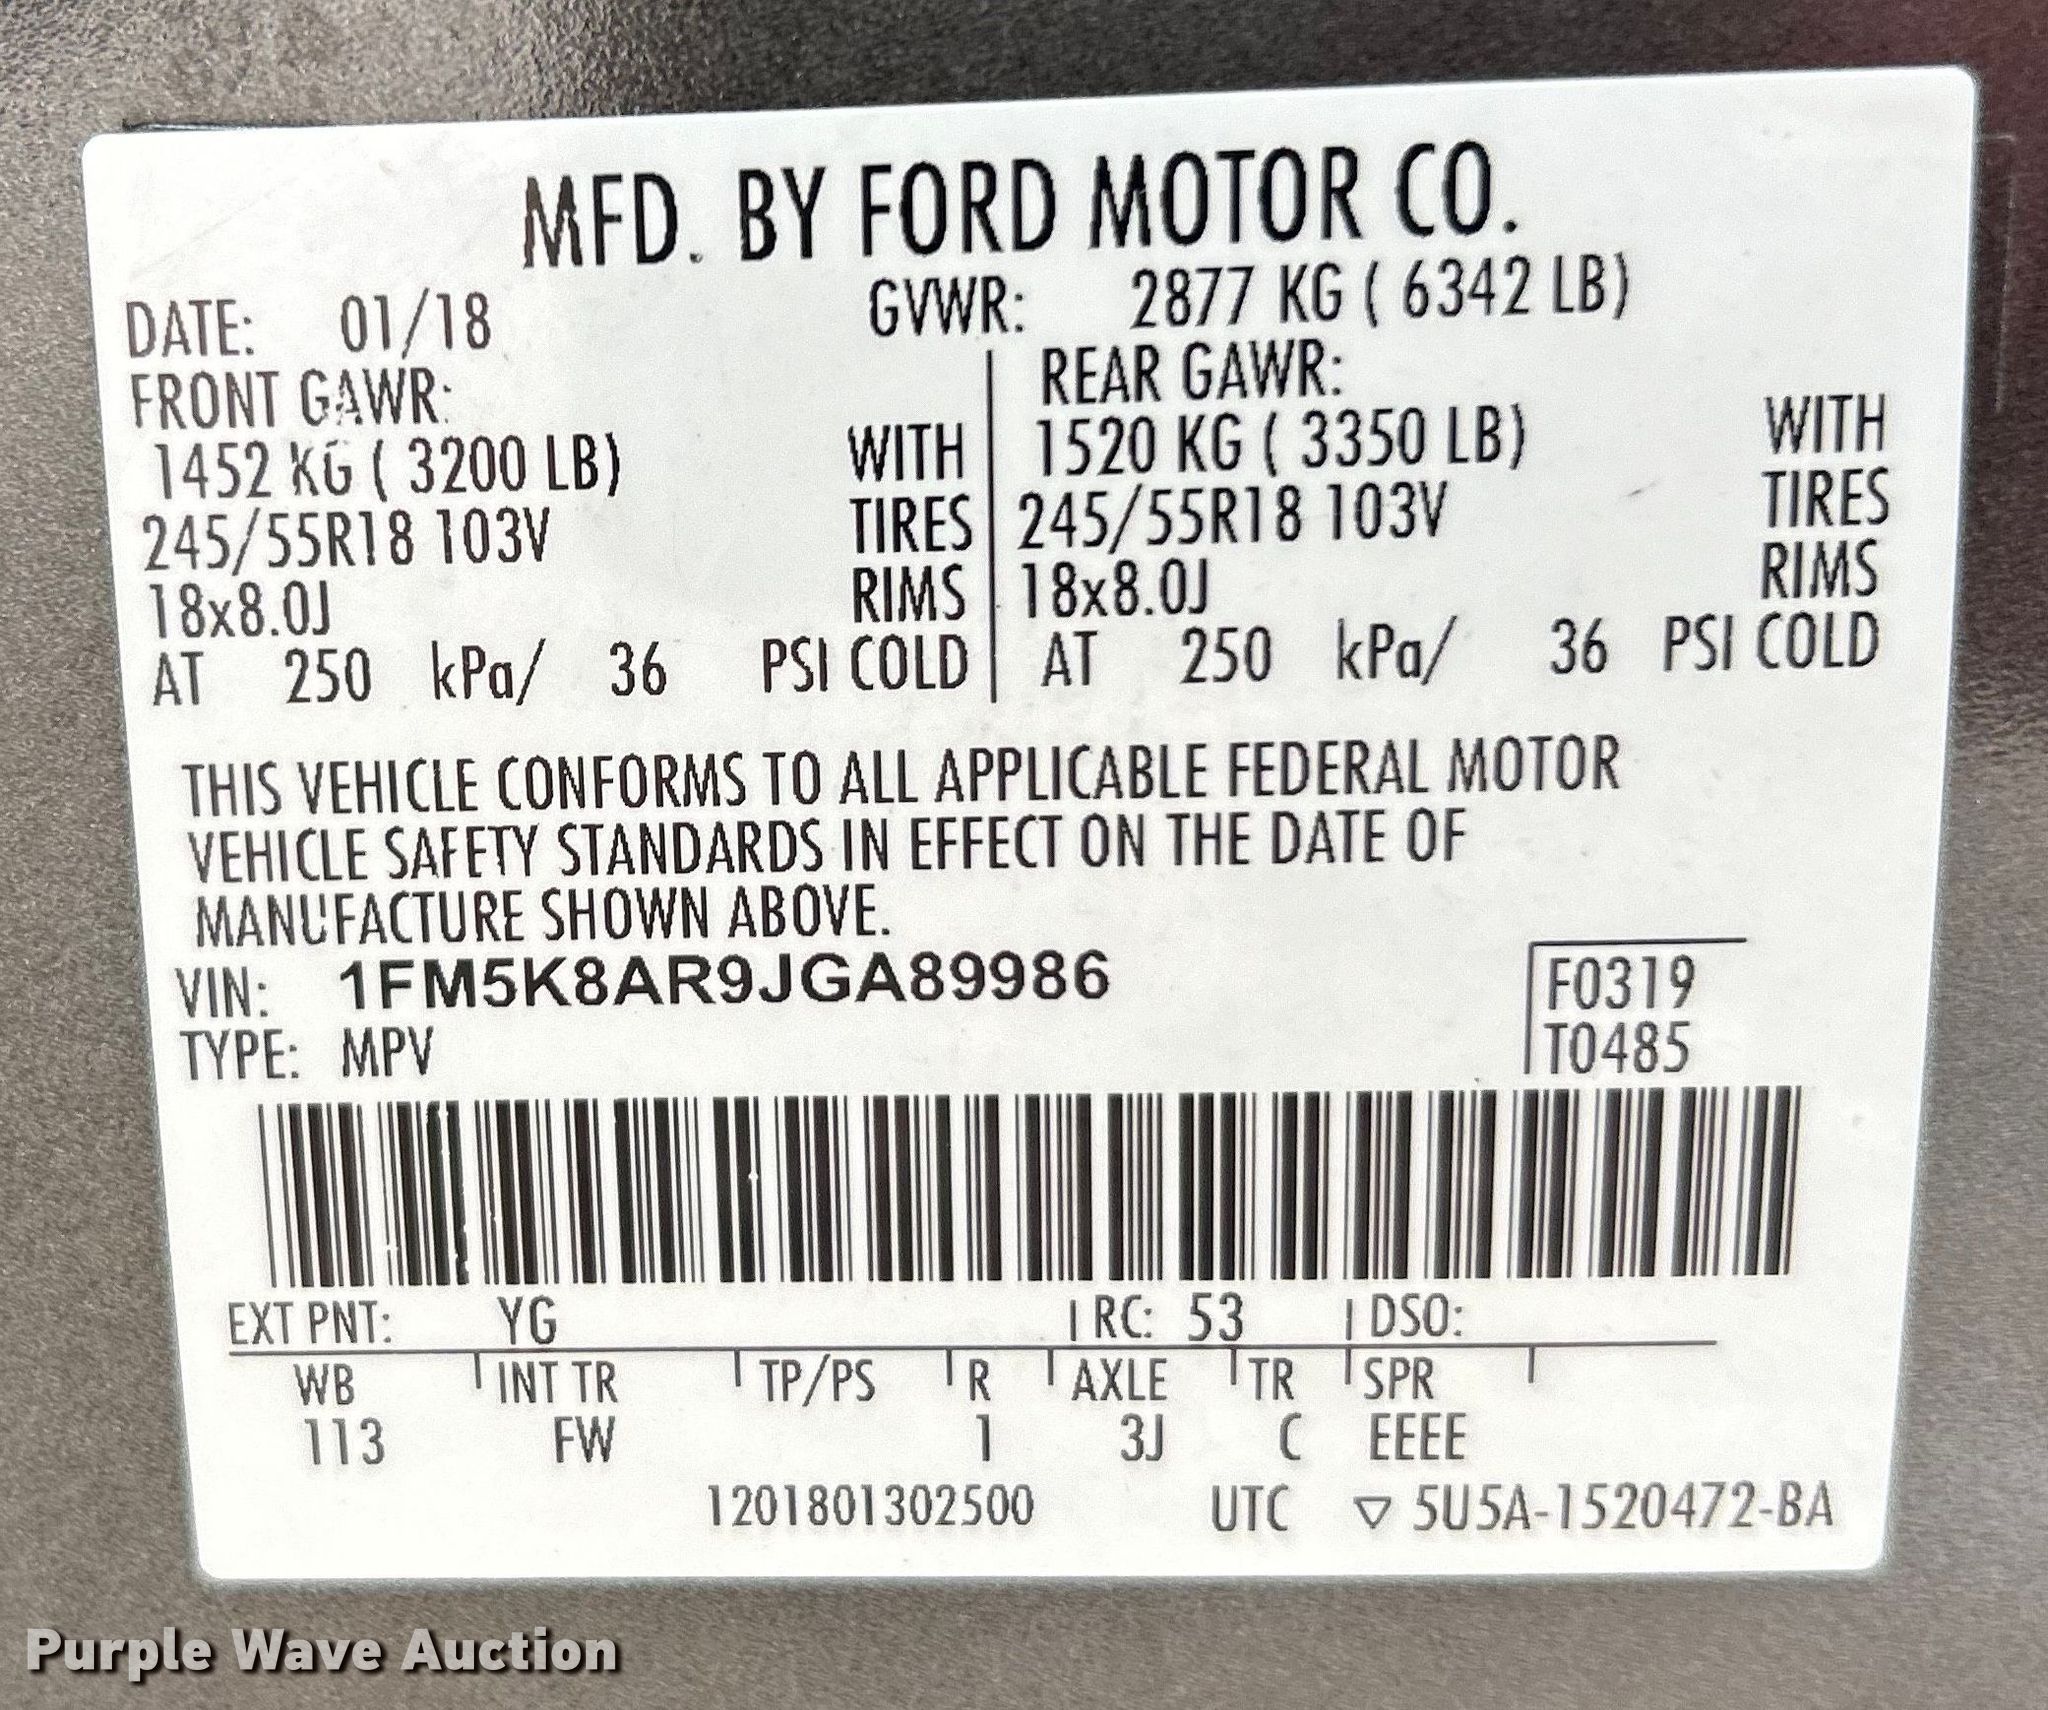 MFD. BY FORD MOTOR CO.
DATE: 01/18 GVWR: 2877 KG ( 6342 LB)
FRONT GAWR: REAR GAWR:
1452 KG ( 3200 LB) WITH 1520 KG ( 3350 LB) WITH
245/55R18 103V TIRES 245/55R18 103V TIRES
18x8.0J RIMS 18x8.0J RIMS
AT 250 kPa/ 36 PSI COLD AT 250 kPa/ 36 PSI COLD
THIS VEHICLE CONFORMS TO ALL APPLICABLE FEDERAL MOTOR
VEHICLE SAFETY STANDARDS IN EFFECT ON THE DATE OF
MANUFACTURE SHOWN ABOVE.
VIN: 1FM5K8AR9JGA89986 F0319
TYPE: MPV T0485
EXT PNT: YG RC: 53 DSO:
WB INT TR TP/PS R AXLE TR SPR
113 FW 1 3J C EEEE
1201801302500 UTC ▽ 5U5A-1520472-BA
Purple Wave Auction